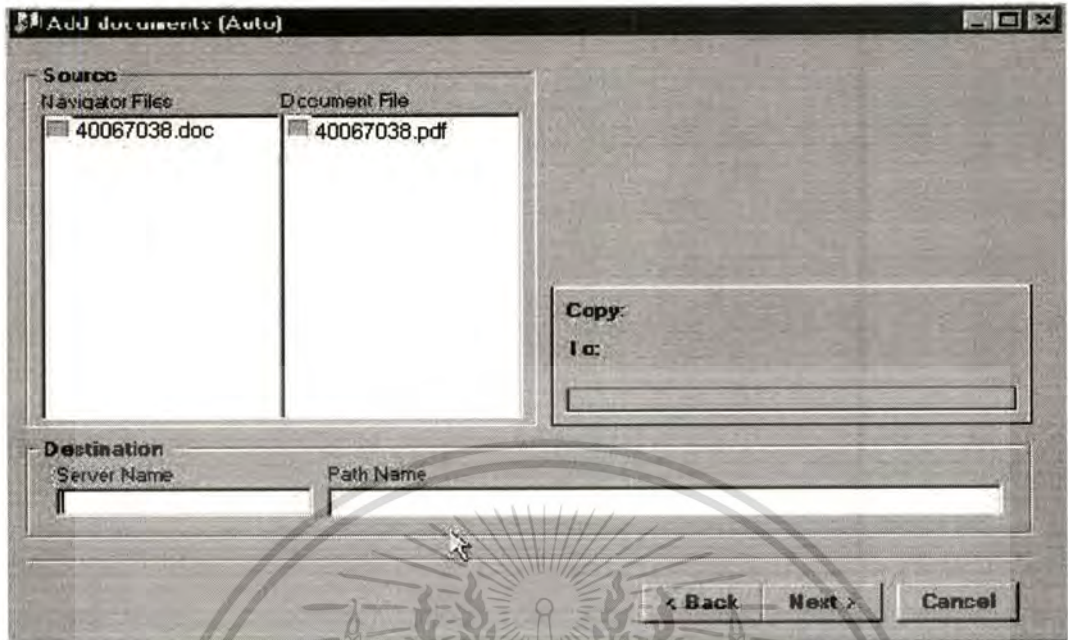 Add documents (Auto)
Source
Navigator Files Document File
40067038.doc 40067038.pdf
Copy:
To:
Destination
Server Name Path Name
< Back Next > Cancel